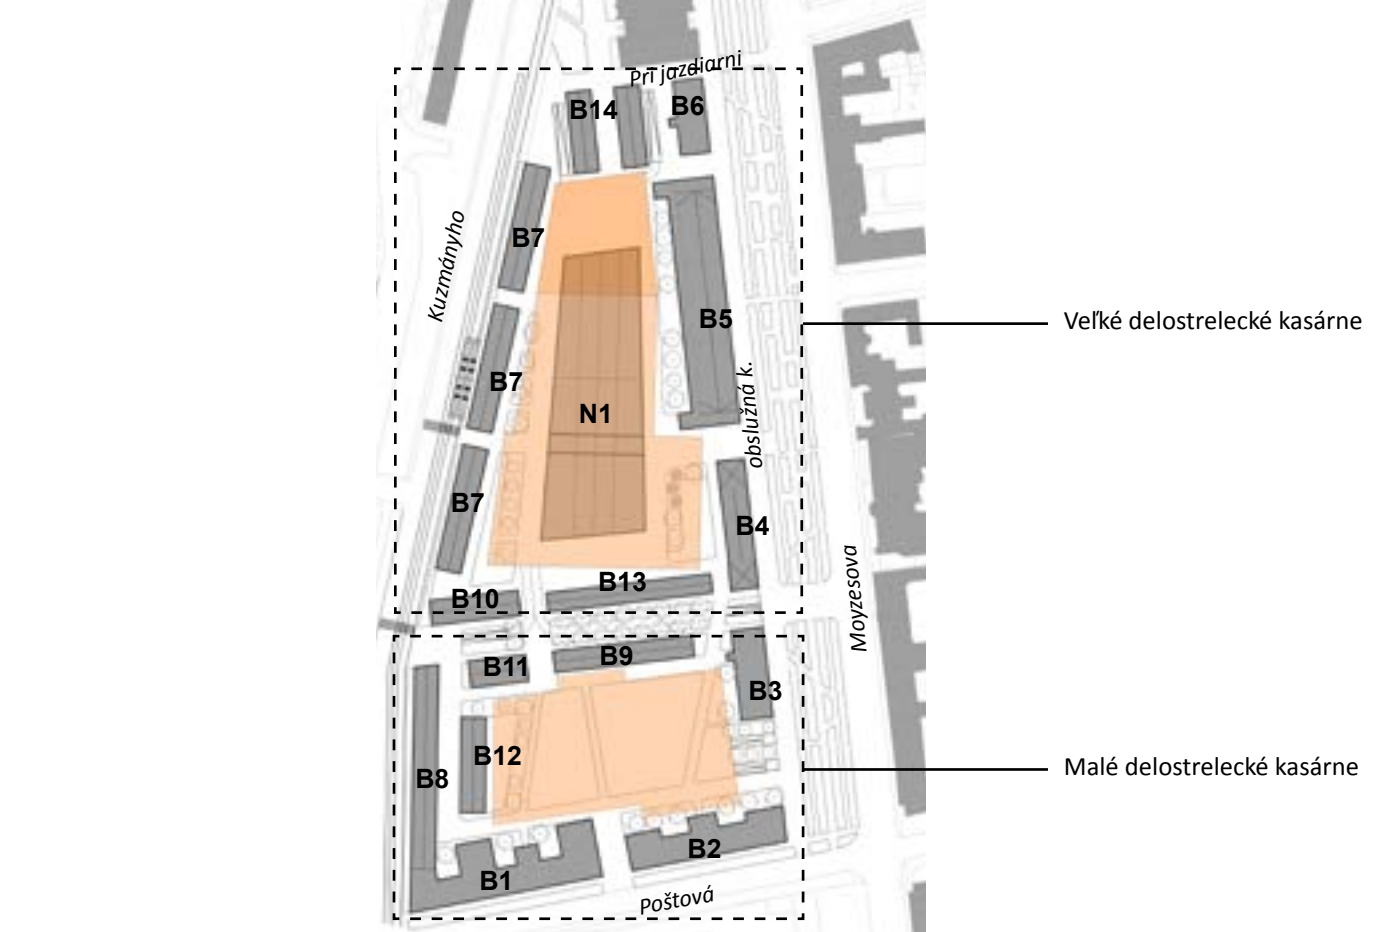 Pri jazdiarni
B14
B6
B7
Kuzmányho
B5
Veľké delostrelecké kasárne
B7
obslužná k.
N1
B7
B4
B13
B10
Moyzesova
B9
B11
B3
B12
B8
Malé delostrelecké kasárne
B2
B1
Poštová